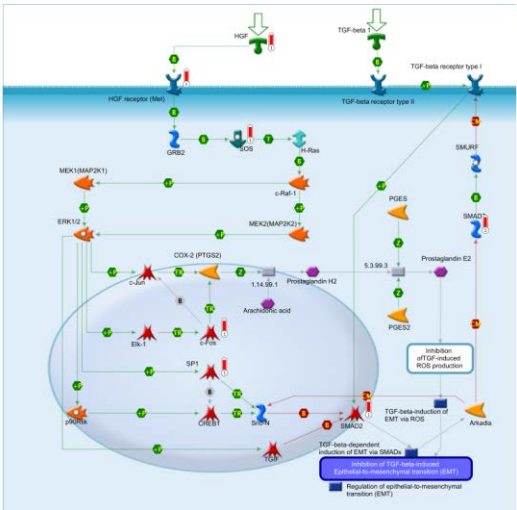 HGF
TGF-beta 1
HGF receptor (Met)
TGF-beta receptor type II
TGF-beta receptor type I
GRB2
SOS
H-Ras
SMURF
MEK1(MAP2K1)
c-Raf-1
PGES
ERK1/2
MEK2(MAP2K2)
COX-2 (PTGS2)
5.3.99.3
Prostaglandin E2
c-Jun
1.14.99.1
Prostaglandin H2
Arachidonic acid
PGES2
Elk-1
c-Fos
Inhibition
ofTGF-induced
ROS production
SP1
TGF-beta-induction of
EMT via ROS
CREB1
SnoN
SMAD2
Arkadia
TGIF
TGF-beta-dependent
induction of EMT via SMADs
Inhibition of TGF-beta-induced
Epithelial-to-mesenchymal transition (EMT)
Regulation of epithelial-to-mesenchymal
transition (EMT)